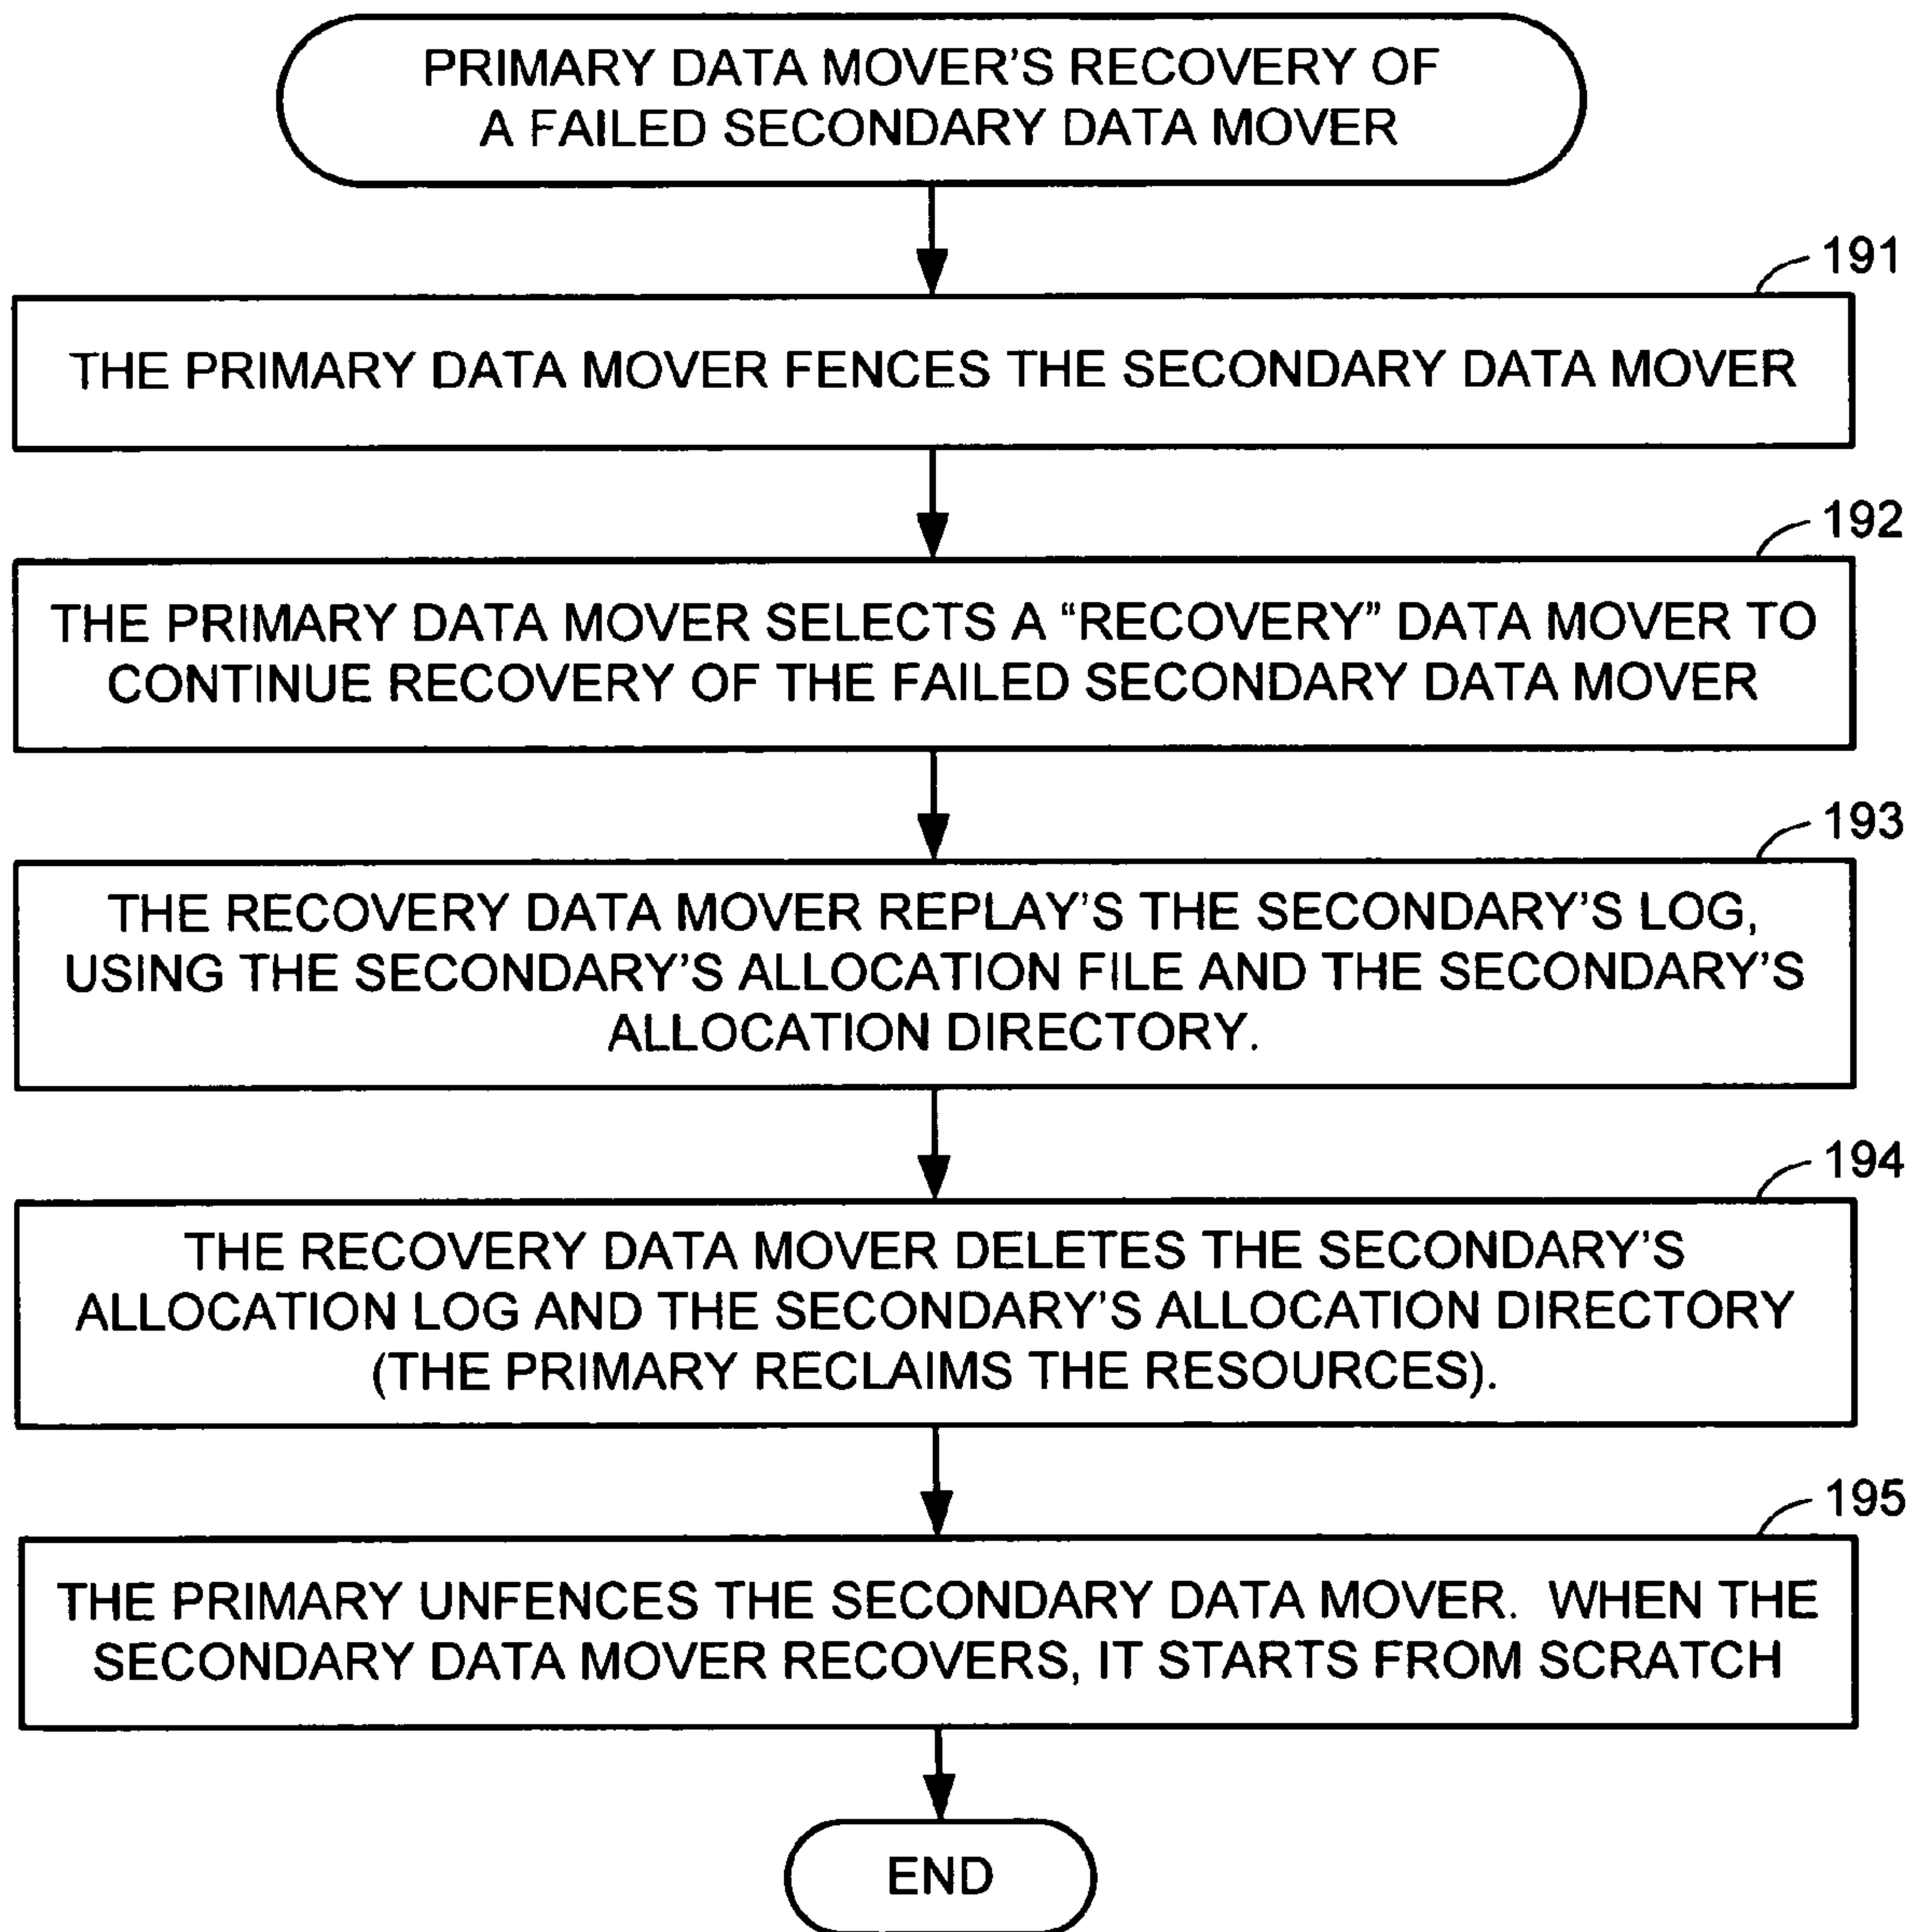 PRIMARY DATA MOVER'S RECOVERY OF
A FAILED SECONDARY DATA MOVER
191
THE PRIMARY DATA MOVER FENCES THE SECONDARY DATA MOVER
192
THE PRIMARY DATA MOVER SELECTS A “RECOVERY” DATA MOVER TO
CONTINUE RECOVERY OF THE FAILED SECONDARY DATA MOVER
193
THE RECOVERY DATA MOVER REPLAY'S THE SECONDARY'S LOG,
USING THE SECONDARY'S ALLOCATION FILE AND THE SECONDARY'S
ALLOCATION DIRECTORY.
194
THE RECOVERY DATA MOVER DELETES THE SECONDARY'S
ALLOCATION LOG AND THE SECONDARY'S ALLOCATION DIRECTORY
(THE PRIMARY RECLAIMS THE RESOURCES).
195
THE PRIMARY UNFENCES THE SECONDARY DATA MOVER. WHEN THE
SECONDARY DATA MOVER RECOVERS, IT STARTS FROM SCRATCH
END